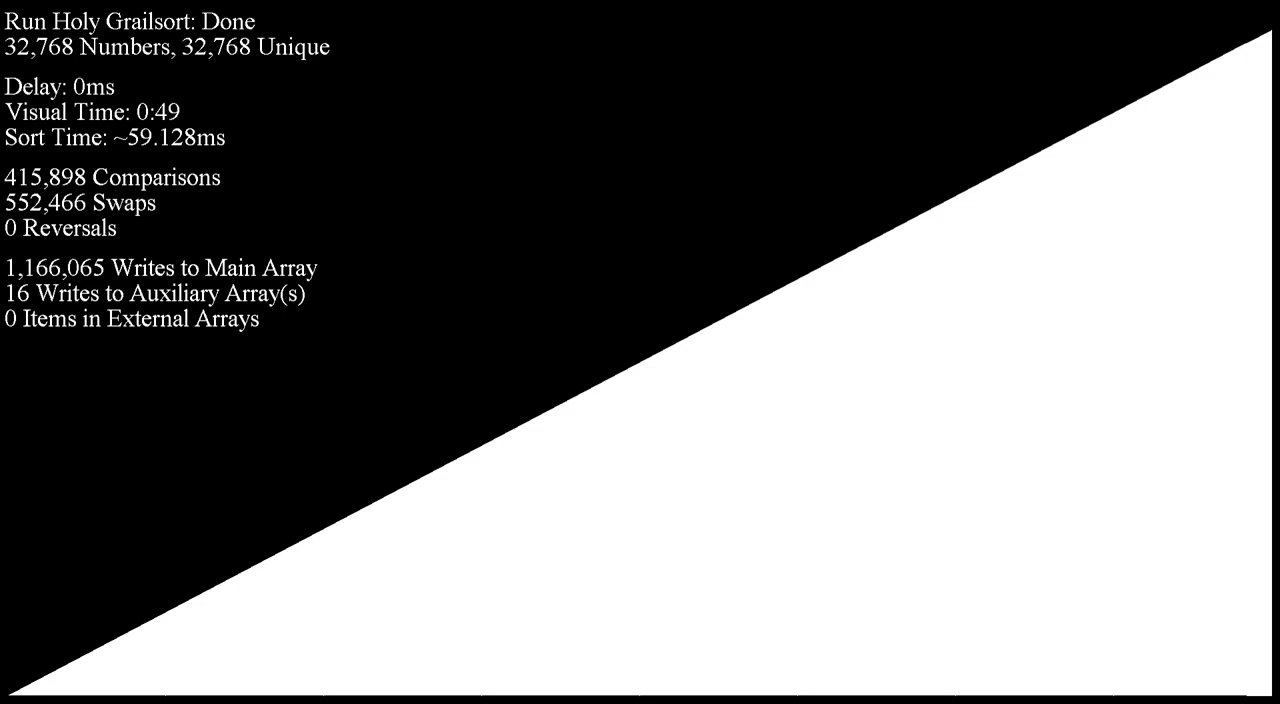 Run Holy Grailsort: Done
32,768 Numbers, 32,768 Unique
Delay: 0ms
Visual Time: 0:49
Sort Time: ~59.128ms
415,898 Comparisons
552,466 Swaps
0 Reversals
1,166,065 Writes to Main Array
16 Writes to Auxiliary Array(s)
0 Items in External Arrays